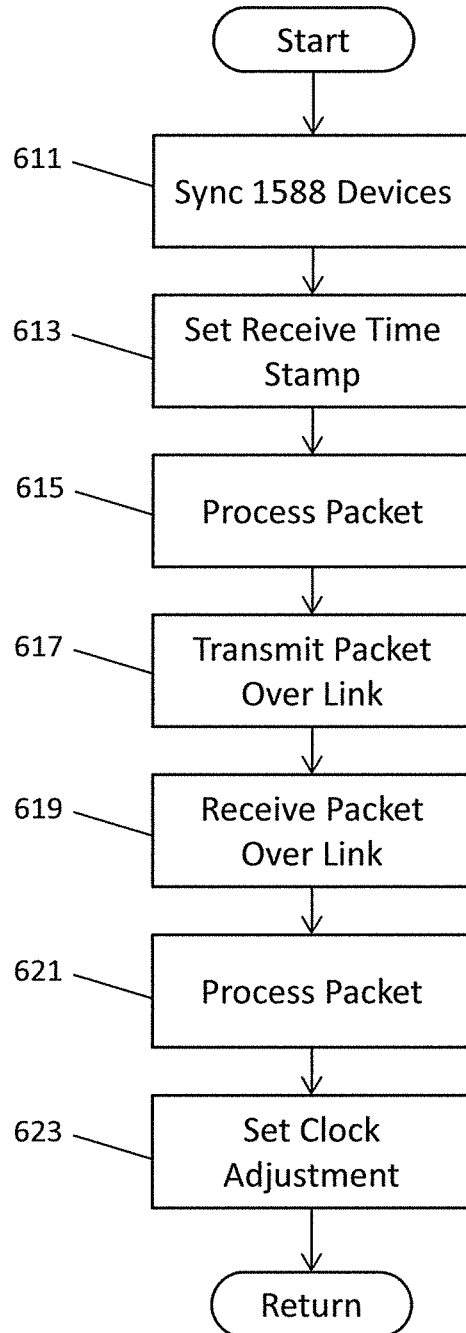 Start
611
Sync 1588 Devices
613
Set Receive Time
Stamp
615
Process Packet
617
Transmit Packet
Over Link
619
Receive Packet
Over Link
621
Process Packet
623
Set Clock
Adjustment
Return